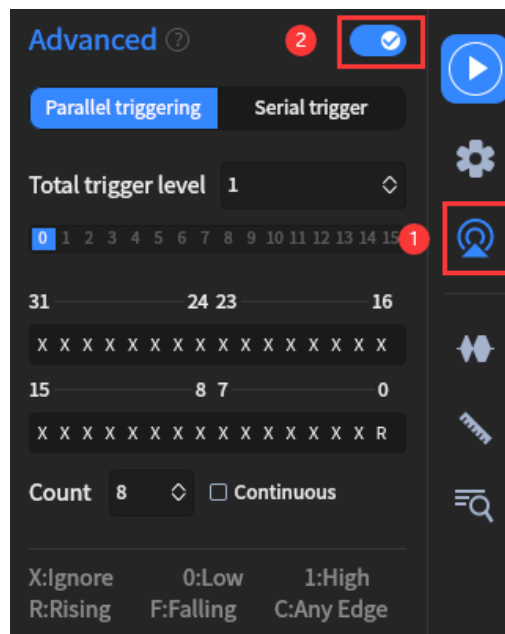 Advanced ? 2
Parallel triggering Serial trigger
Total trigger level 1
0 1 2 3 4 5 6 7 8 9 10 11 12 13 14 15 1
31 24 23 16
X X X X X X X X X X X X X X X X
15 8 7 0
X X X X X X X X X X X X X X X R
Count 8 Continuous
X:Ignore 0:Low 1:High
R:Rising F:Falling C:Any Edge